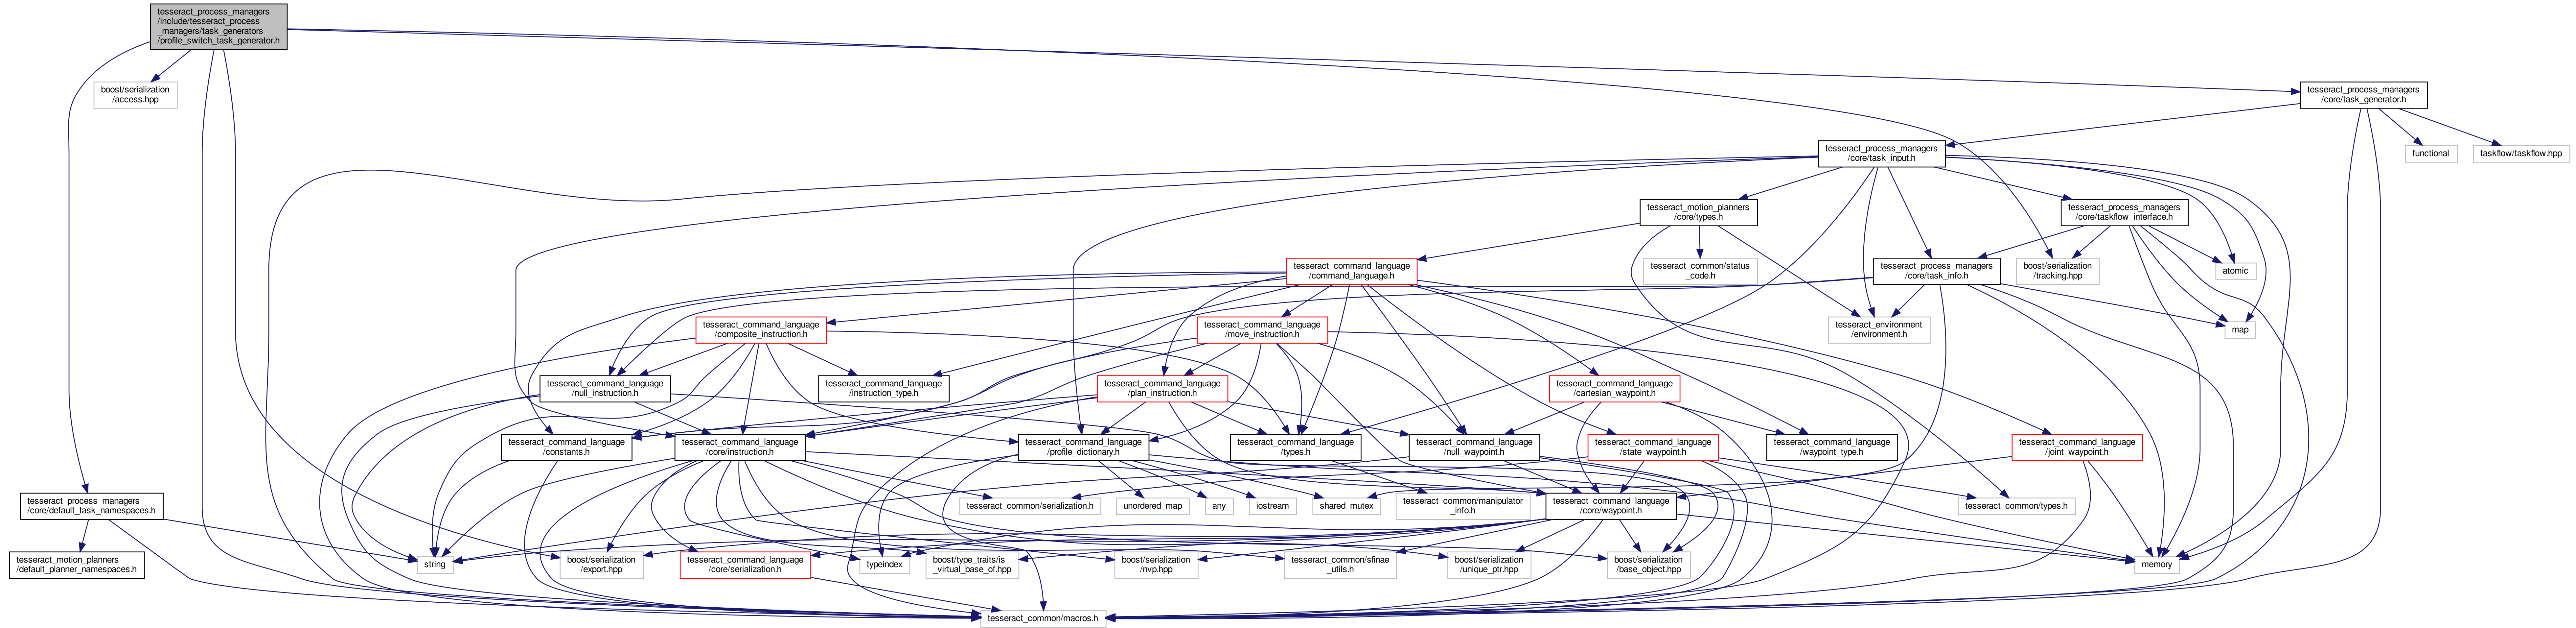 tesseract_process_managers
/include/tesseract_process
_managers/task_generators
/profile_switch_task_generator.h
boost/serialization
/access.hpp
tesseract_process_managers
/core/task_generator.h
tesseract_process_managers
/core/task_input.h
functional
taskflow/taskflow.hpp
tesseract_motion_planners
/core/types.h
tesseract_process_managers
/core/taskflow_interface.h
tesseract_command_language
/command_language.h
tesseract_common/status
_code.h
tesseract_process_managers
/core/task_info.h
boost/serialization
/tracking.hpp
atomic
tesseract_command_language
/composite_instruction.h
tesseract_command_language
/move_instruction.h
tesseract_environment
/environment.h
map
tesseract_command_language
/null_instruction.h
tesseract_command_language
/instruction_type.h
tesseract_command_language
/plan_instruction.h
tesseract_command_language
/cartesian_waypoint.h
tesseract_command_language
/constants.h
tesseract_command_language
/core/instruction.h
tesseract_command_language
/profile_dictionary.h
tesseract_command_language
/types.h
tesseract_command_language
/null_waypoint.h
tesseract_command_language
/state_waypoint.h
tesseract_command_language
/waypoint_type.h
tesseract_command_language
/joint_waypoint.h
tesseract_process_managers
/core/default_task_namespaces.h
tesseract_common/serialization.h
unordered_map
any
iostream
shared_mutex
tesseract_common/manipulator
_info.h
tesseract_command_language
/core/waypoint.h
tesseract_common/types.h
tesseract_motion_planners
/default_planner_namespaces.h
string
boost/serialization
/export.hpp
tesseract_command_language
/core/serialization.h
typeindex
boost/type_traits/is
_virtual_base_of.hpp
boost/serialization
/nvp.hpp
tesseract_common/sfinae
_utils.h
boost/serialization
/unique_ptr.hpp
boost/serialization
/base_object.hpp
memory
tesseract_common/macros.h